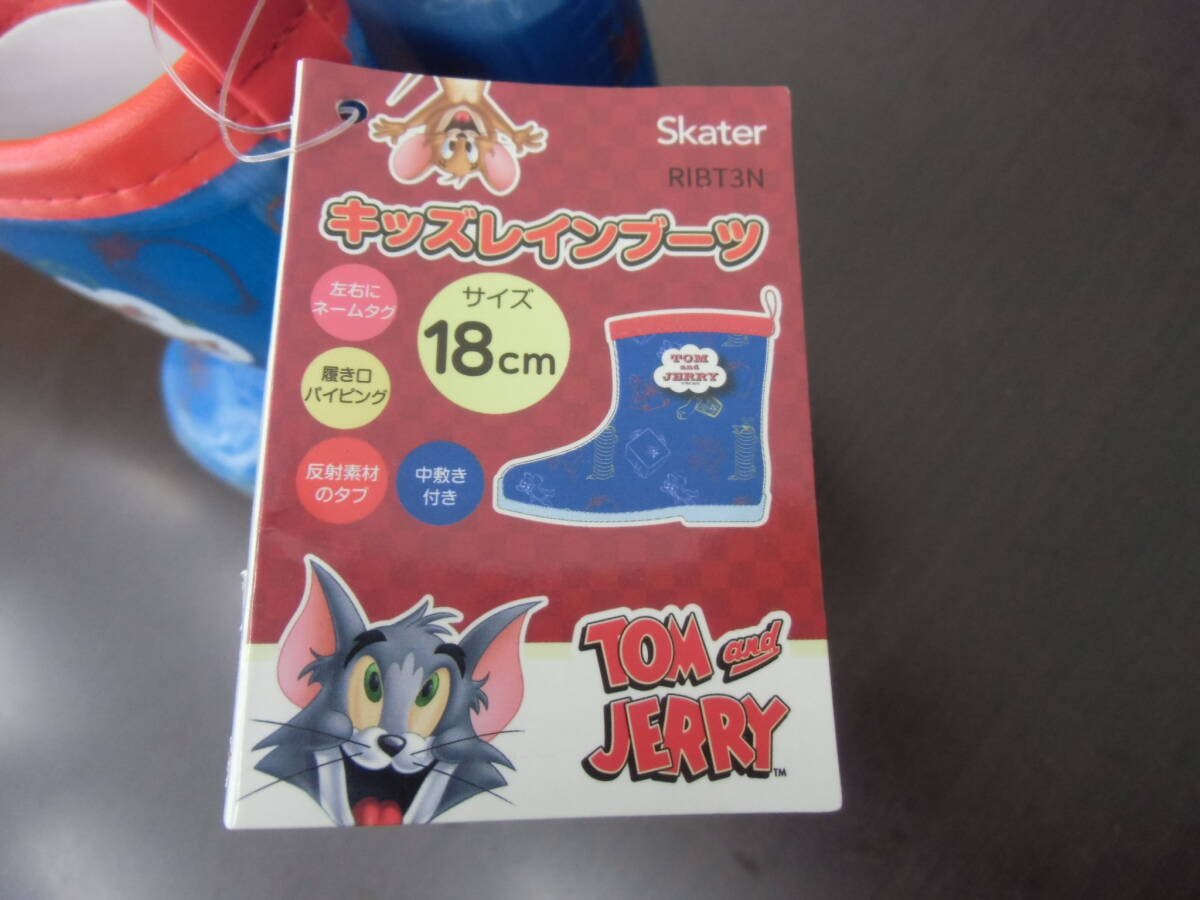 Skater
RIBT3N
キッズレインブーツ
左右に
ネームタグ
サイズ
18cm
履き口
パイピング
反射素材
のタブ
中敷き
付き
TOM
and
JERRY
TOM and
JERRY™